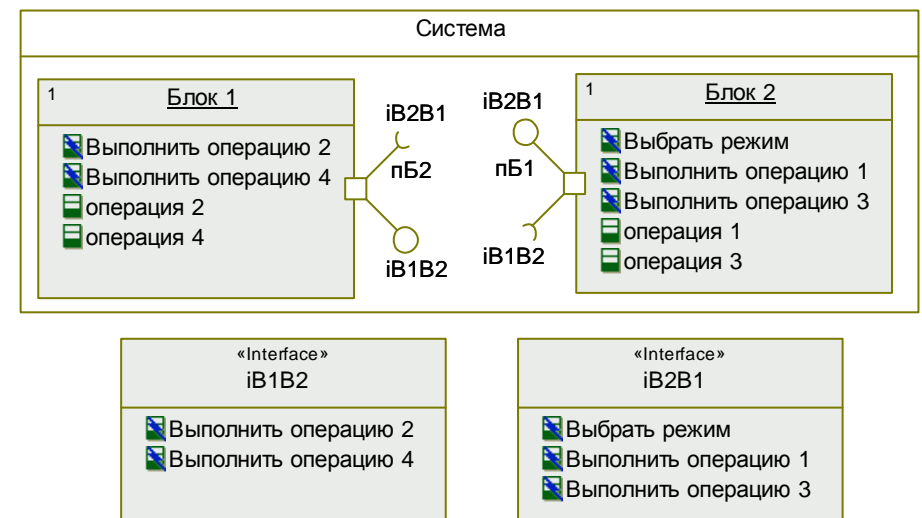 Система
1
Блок 1
Выполнить операцию 2
Выполнить операцию 4
операция 2
операция 4
iB2B1
пБ2
iB1B2
iB2B1
пБ1
iB1B2
1
Блок 2
Выбрать режим
Выполнить операцию 1
Выполнить операцию 3
операция 1
операция 3
«Interface»
iB1B2
Выполнить операцию 2
Выполнить операцию 4
«Interface»
iB2B1
Выбрать режим
Выполнить операцию 1
Выполнить операцию 3